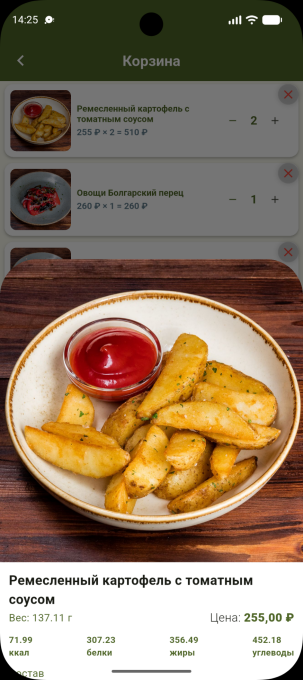 14:25
Корзина
Ремесленный картофель с
томатным соусом
255 ₽ × 2 = 510 ₽
− 2 +
Овощи Болгарский перец
260 ₽ × 1 = 260 ₽
− 1 +
Ремесленный картофель с томатным
соусом
Вес: 137.11 г
Цена: 255,00 ₽
71.99 307.23 356.49 452.18
ккал белки жиры углеводы
остав